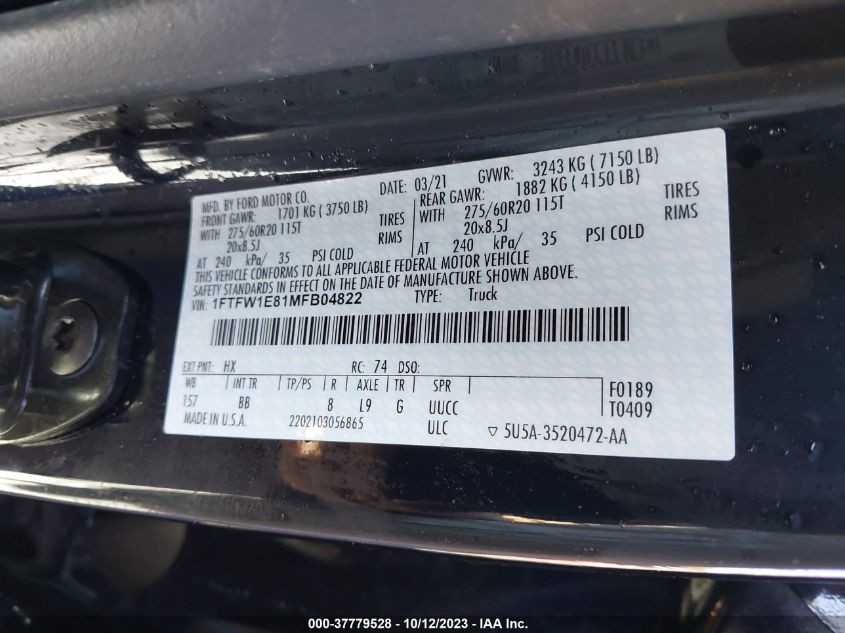 MFD. BY FORD MOTOR CO. DATE: 03/21 GVWR: 3243 KG ( 7150 LB)
FRONT GAWR: 1701 KG ( 3750 LB) REAR GAWR: 1882 KG ( 4150 LB)
WITH 275/60R20 115T TIRES WITH 275/60R20 115T TIRES
20x8.5J RIMS 20x8.5J RIMS
AT 240 kPa/ 35 PSI COLD AT 240 kPa/ 35 PSI COLD
THIS VEHICLE CONFORMS TO ALL APPLICABLE FEDERAL MOTOR VEHICLE
SAFETY STANDARDS IN EFFECT ON THE DATE OF MANUFACTURE SHOWN ABOVE.
VIN: 1FTFW1E81MFB04822 TYPE: Truck
EXT PNT: HX RC: 74 DSO:
WB INT TR TP/PS R AXLE TR SPR F0189
157 BB 8 L9 G UUCC T0409
MADE IN U.S.A. 2202103056865 ULC ▽ 5U5A-3520472-AA
000-37779528 - 10/12/2023 - IAA Inc.